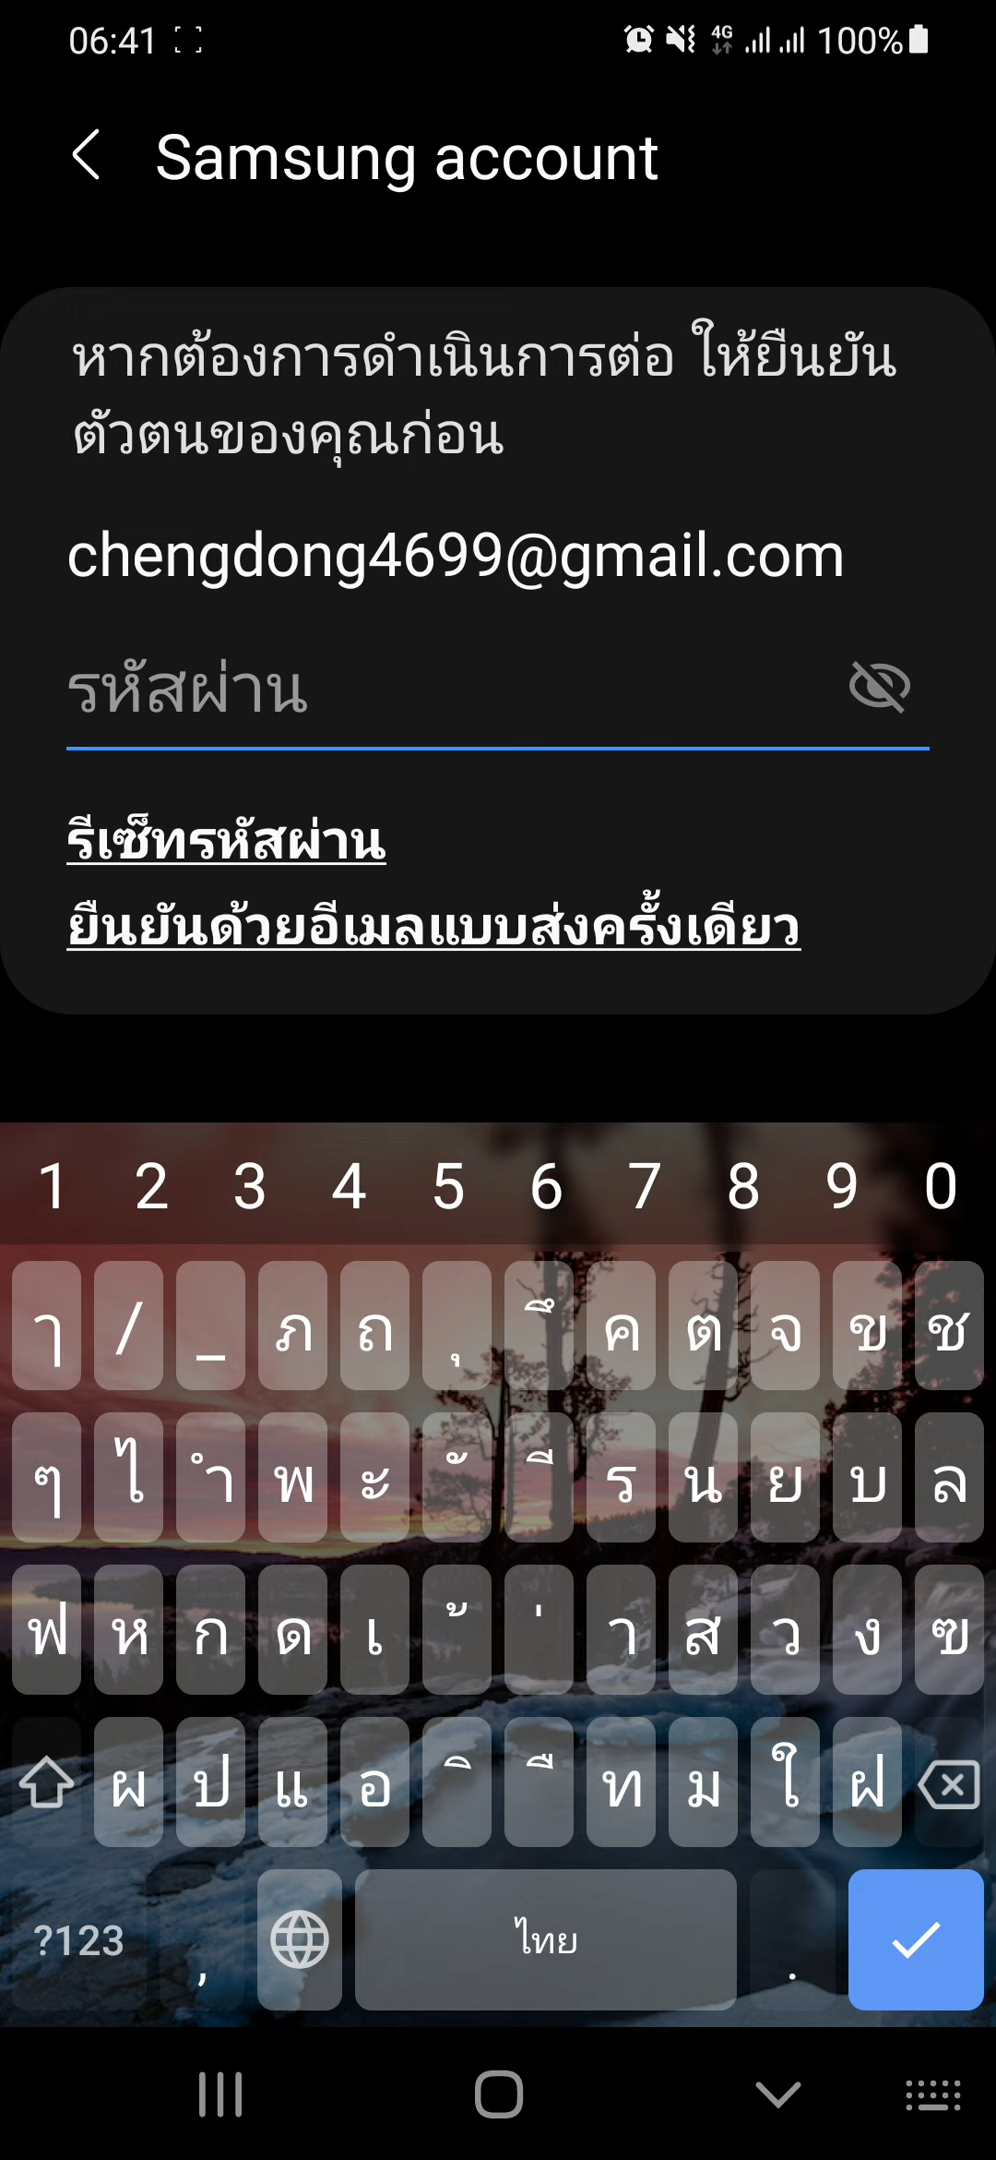 06:41 4G 100%
Samsung account
หากต้องการดำเนินการต่อ ให้ยืนยัน
ตัวตนของคุณก่อน
chengdong4699@gmail.com
รหัสผ่าน
รีเซ็ทรหัสผ่าน
ยืนยันด้วยอีเมลแบบส่งครั้งเดียว
1 2 3 4 5 6 7 8 9 0
ๅ / _ ภ ถ ุ ึ ค ต จ ข ช
ๆ ไ ำ พ ะ ั ี ร น ย บ ล
ฟ ห ก ด เ ้ ่ า ส ว ง ฃ
ผ ป แ อ ิ ื ท ม ใ ฝ
?123 , ไทย .